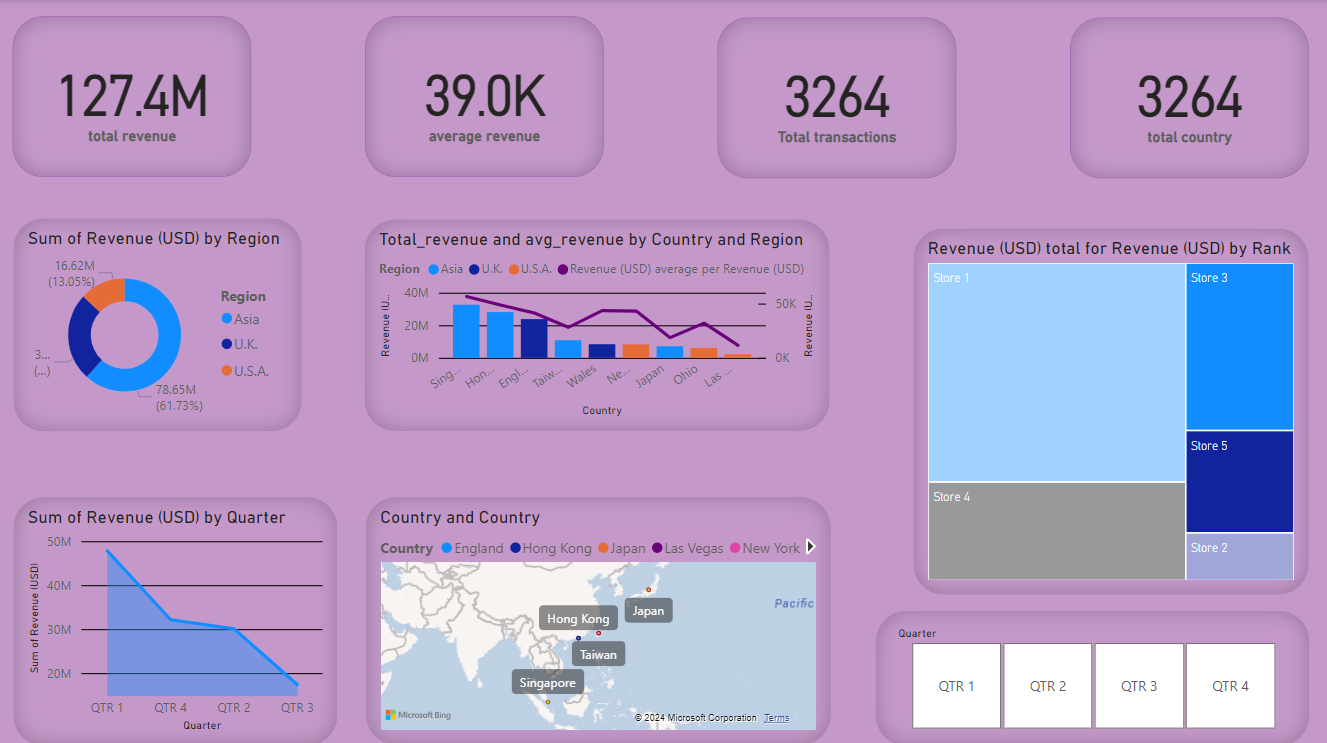 127.4M
total revenue
39.0K
average revenue
3264
Total transactions
3264
total country
Sum of Revenue (USD) by Region
16.62M
(13.05%)
3...
(...)
78.65M
(61.73%)
Region
Asia
U.K.
U.S.A.
Total_revenue and avg_revenue by Country and Region
Region Asia U.K. U.S.A. Revenue (USD) average per Revenue (USD)
Revenue (U...
40M
20M
0M
50K
0K
Revenue (U...
Sing... Hon... Engl... Taiw... Wales Ne... Japan Ohio Las ...
Country
Revenue (USD) total for Revenue (USD) by Rank
Store 1
Store 3
Store 5
Store 4
Store 2
Sum of Revenue (USD) by Quarter
Sum of Revenue (USD)
50M
40M
30M
20M
QTR 1 QTR 4 QTR 2 QTR 3
Quarter
Country and Country
Country England Hong Kong Japan Las Vegas New York
Pacific
Japan
Hong Kong
Taiwan
Singapore
Microsoft Bing
© 2024 Microsoft Corporation Terms
Quarter
QTR 1 QTR 2 QTR 3 QTR 4